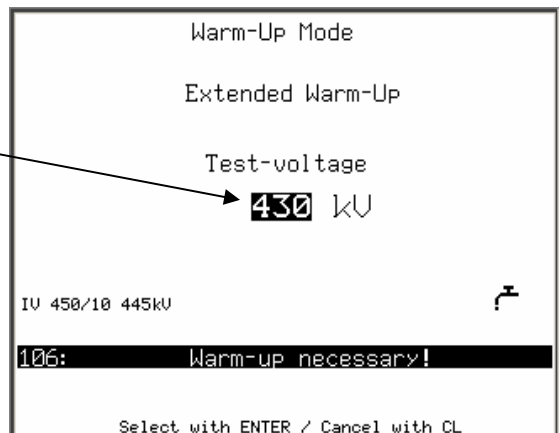 Warm-Up Mode
Extended Warm-Up
Test-voltage
430 kV
IV 450/10 445kV
106: Warm-up necessary!
Select with ENTER / Cancel with CL